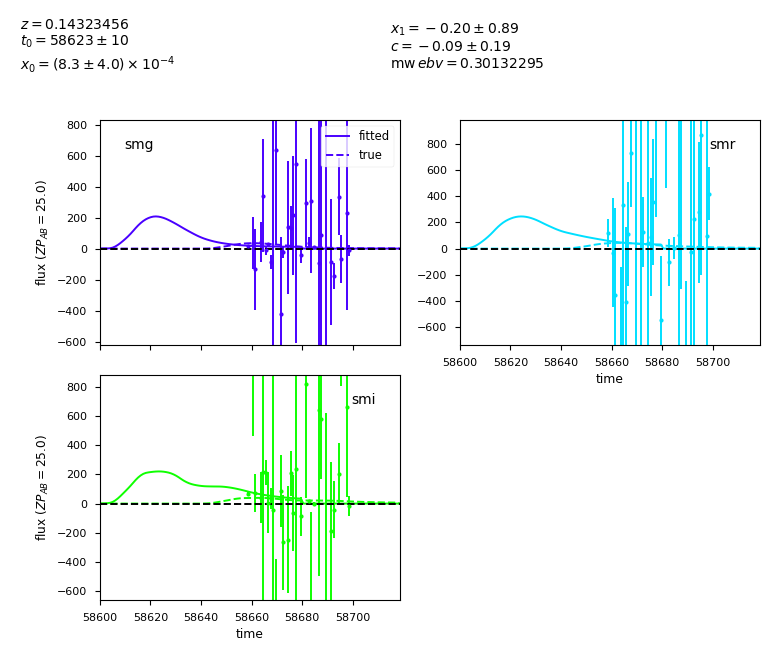 z = 0.14323456
t₀ = 58623 ± 10
x₀ = (8.3 ± 4.0) × 10⁻⁴
x₁ = −0.20 ± 0.89
c = −0.09 ± 0.19
mw ebv = 0.30132295
smg
fitted
true
flux (ZP_AB = 25.0)
800
600
400
200
0
−200
−400
−600
smr
800
600
400
200
0
−200
−400
−600
58600 58620 58640 58660 58680 58700
time
smi
flux (ZP_AB = 25.0)
800
600
400
200
0
−200
−400
−600
58600 58620 58640 58660 58680 58700
time